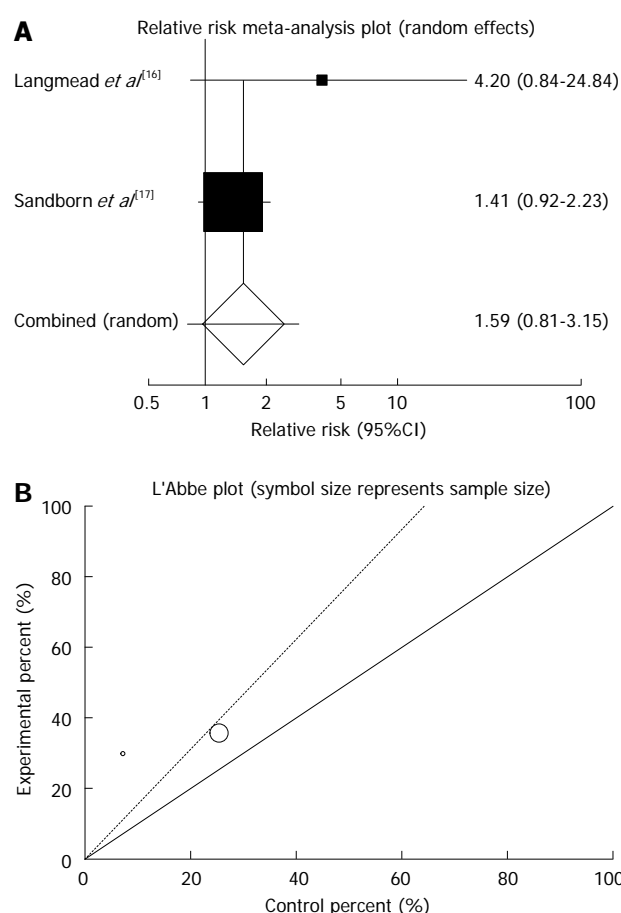 A
Relative risk meta-analysis plot (random effects)
Langmead et al[16]
4.20 (0.84-24.84)
Sandborn et al[17]
1.41 (0.92-2.23)
Combined (random)
1.59 (0.81-3.15)
0.5 1 2 5 10 100
Relative risk (95%CI)
B
L'Abbe plot (symbol size represents sample size)
Experimental percent (%)
100
80
60
40
20
0
0 20 40 60 80 100
Control percent (%)